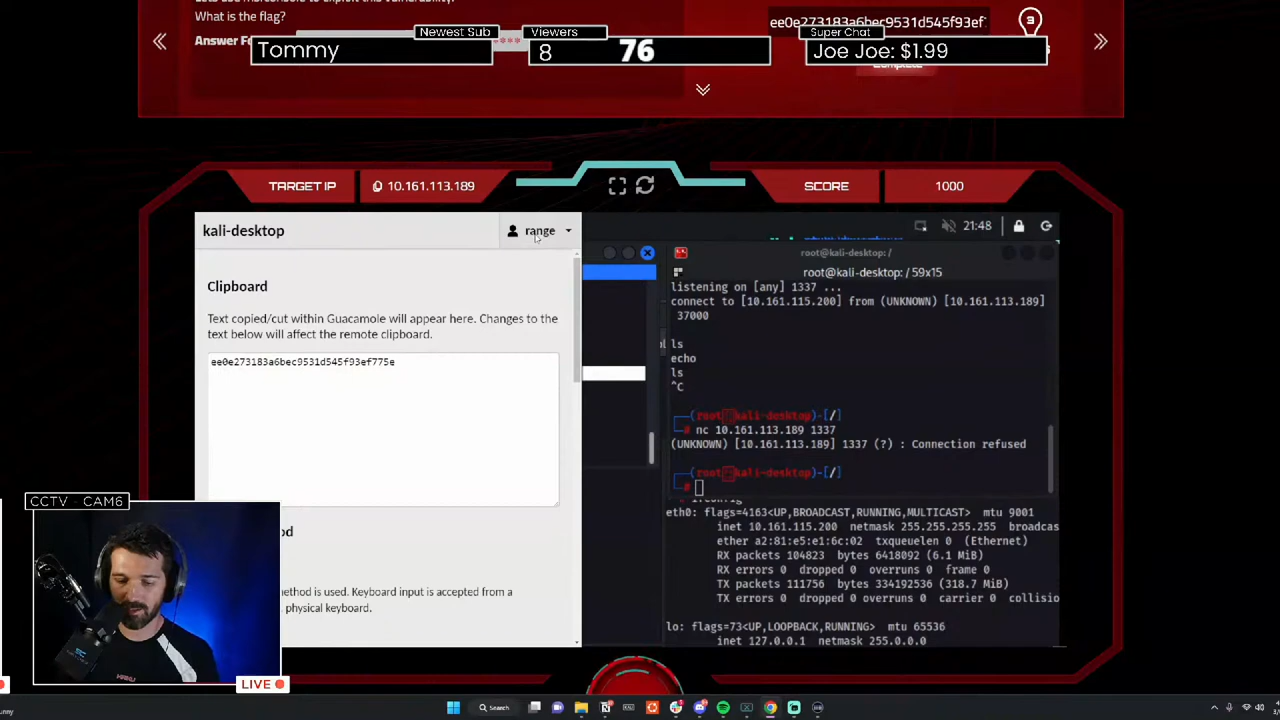 What is the flag?
ee0e273183a6bec9531d545f93ef
Answer Fo
Newest Sub
Tommy
Viewers
8
76
Super Chat
Joe Joe: $1.99
Complete
TARGET IP
10.161.113.189
SCORE
1000
kali-desktop
range
Clipboard
Text copied/cut within Guacamole will appear here. Changes to the
text below will affect the remote clipboard.
ee0e273183a6bec9531d545f93ef775e
method is used. Keyboard input is accepted from a
physical keyboard.
21:48
root@kali-desktop: /
root@kali-desktop: / 59x15
listening on [any] 1337 ...
connect to [10.161.115.200] from (UNKNOWN) [10.161.113.189]
37000
ls
echo
ls
^C
(root㉿kali-desktop)-[/]
# nc 10.161.113.189 1337
(UNKNOWN) [10.161.113.189] 1337 (?) : Connection refused
(root㉿kali-desktop)-[/]
#
eth0: flags=4163<UP,BROADCAST,RUNNING,MULTICAST> mtu 9001
inet 10.161.115.200 netmask 255.255.255.255 broadcas
ether a2:81:e5:e1:6c:02 txqueuelen 0 (Ethernet)
RX packets 104823 bytes 6418092 (6.1 MiB)
RX errors 0 dropped 0 overruns 0 frame 0
TX packets 111756 bytes 334192536 (318.7 MiB)
TX errors 0 dropped 0 overruns 0 carrier 0 collisio
lo: flags=73<UP,LOOPBACK,RUNNING> mtu 65536
inet 127.0.0.1 netmask 255.0.0.0
CCTV - CAM6
LIVE
Search